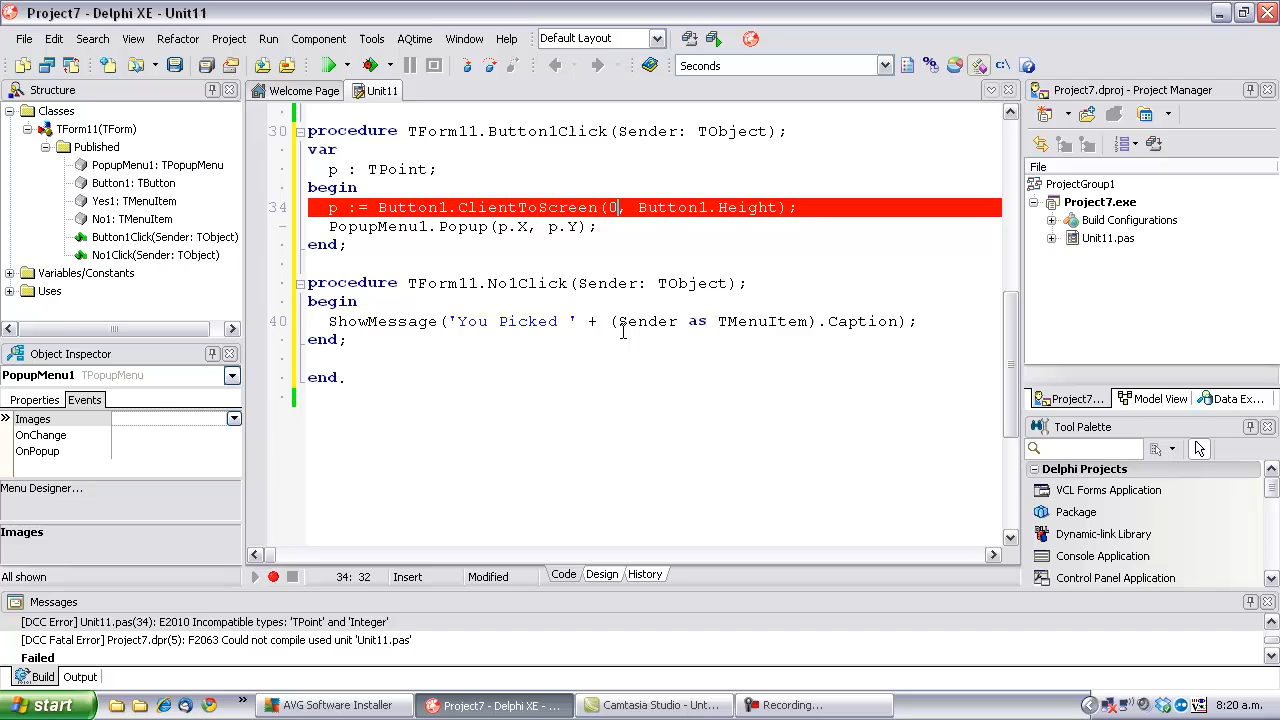 Project7 - Delphi XE - Unit11
File Edit Search View Refactor Project Run Component Tools AQtime Window Help Default Layout
Seconds
Structure
Classes
TForm11(TForm)
Published
PopupMenu1: TPopupMenu
Button1: TButton
Yes1: TMenuItem
No1: TMenuItem
Button1Click(Sender: TObject)
No1Click(Sender: TObject)
Variables/Constants
Uses
Object Inspector
PopupMenu1 TPopupMenu
Properties Events
Images
OnChange
OnPopup
Menu Designer...
Images
All shown
Welcome Page Unit11
30 procedure TForm11.Button1Click(Sender: TObject);
var
p : TPoint;
begin
34 p := Button1.ClientToScreen(0, Button1.Height);
PopupMenu1.Popup(p.X, p.Y);
end;
procedure TForm11.No1Click(Sender: TObject);
begin
40 ShowMessage('You Picked ' + (Sender as TMenuItem).Caption);
end;
end.
34: 32 Insert Modified Code Design History
Project7.dproj - Project Manager
File
ProjectGroup1
Project7.exe
Build Configurations
Unit11.pas
Project7... Model View Data Ex...
Tool Palette
Delphi Projects
VCL Forms Application
Package
Dynamic-link Library
Console Application
Control Panel Application
Messages
[DCC Error] Unit11.pas(34): E2010 Incompatible types: 'TPoint' and 'Integer'
[DCC Fatal Error] Project7.dpr(5): F2063 Could not compile used unit 'Unit11.pas'
Failed
Build Output
start AVG Software Installer Project7 - Delphi XE - ... Camtasia Studio - Unt... Recording... 8:20 a.m.